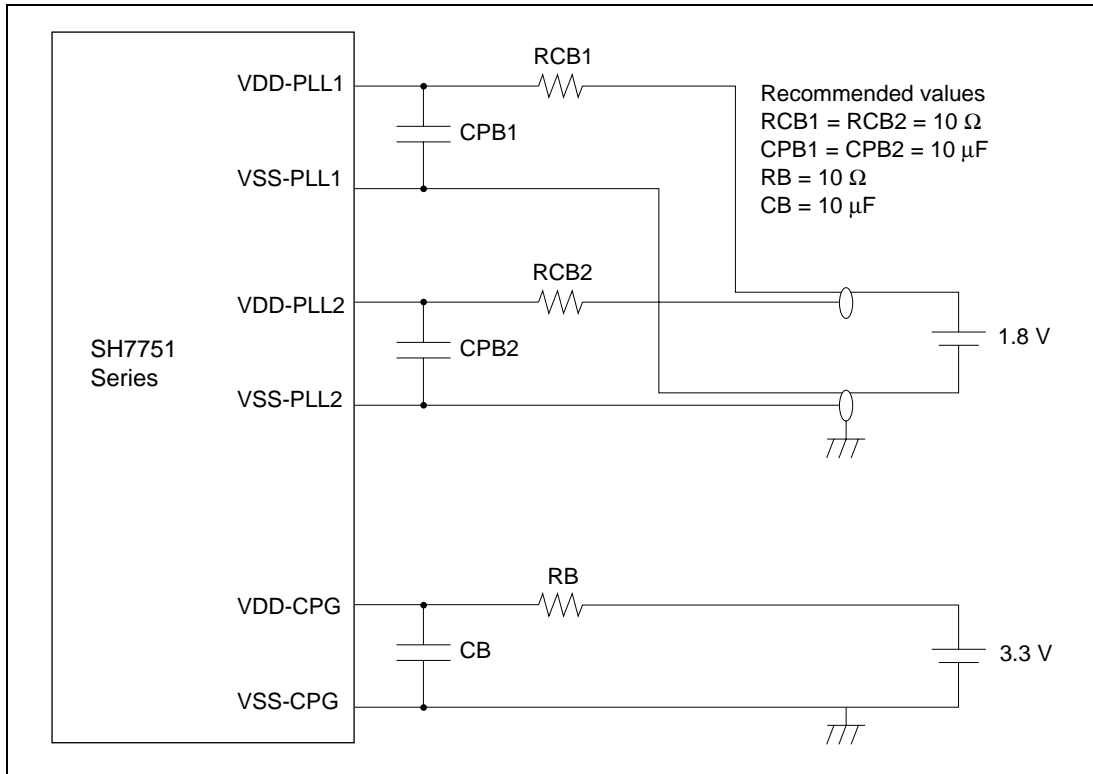 VDD-PLL1
RCB1
CPB1
VSS-PLL1
Recommended values
RCB1 = RCB2 = 10 Ω
CPB1 = CPB2 = 10 μF
RB = 10 Ω
CB = 10 μF
SH7751
Series
VDD-PLL2
RCB2
CPB2
VSS-PLL2
1.8 V
VDD-CPG
RB
CB
VSS-CPG
3.3 V